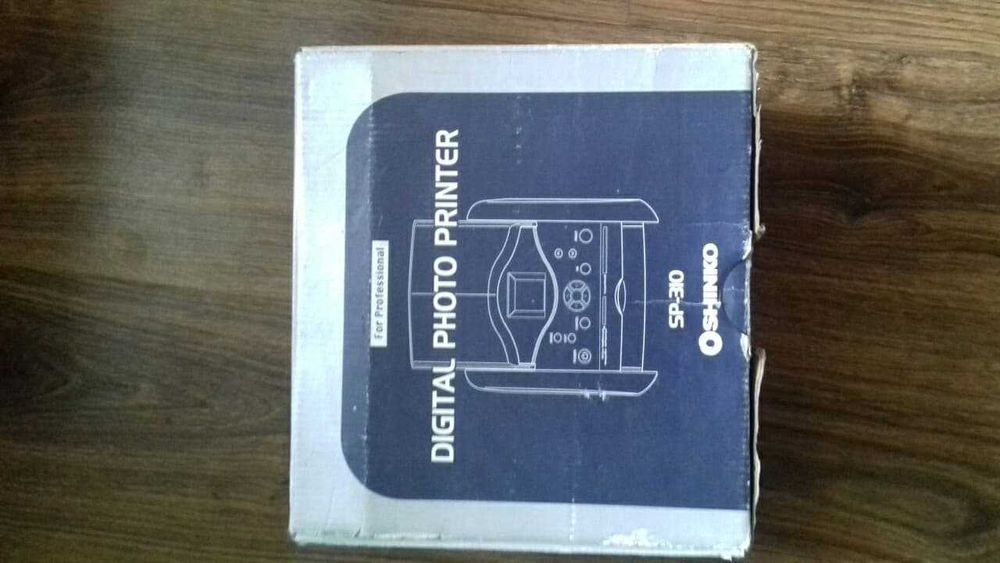 For Professional
DIGITAL PHOTO PRINTER
SP-310
SHINKO